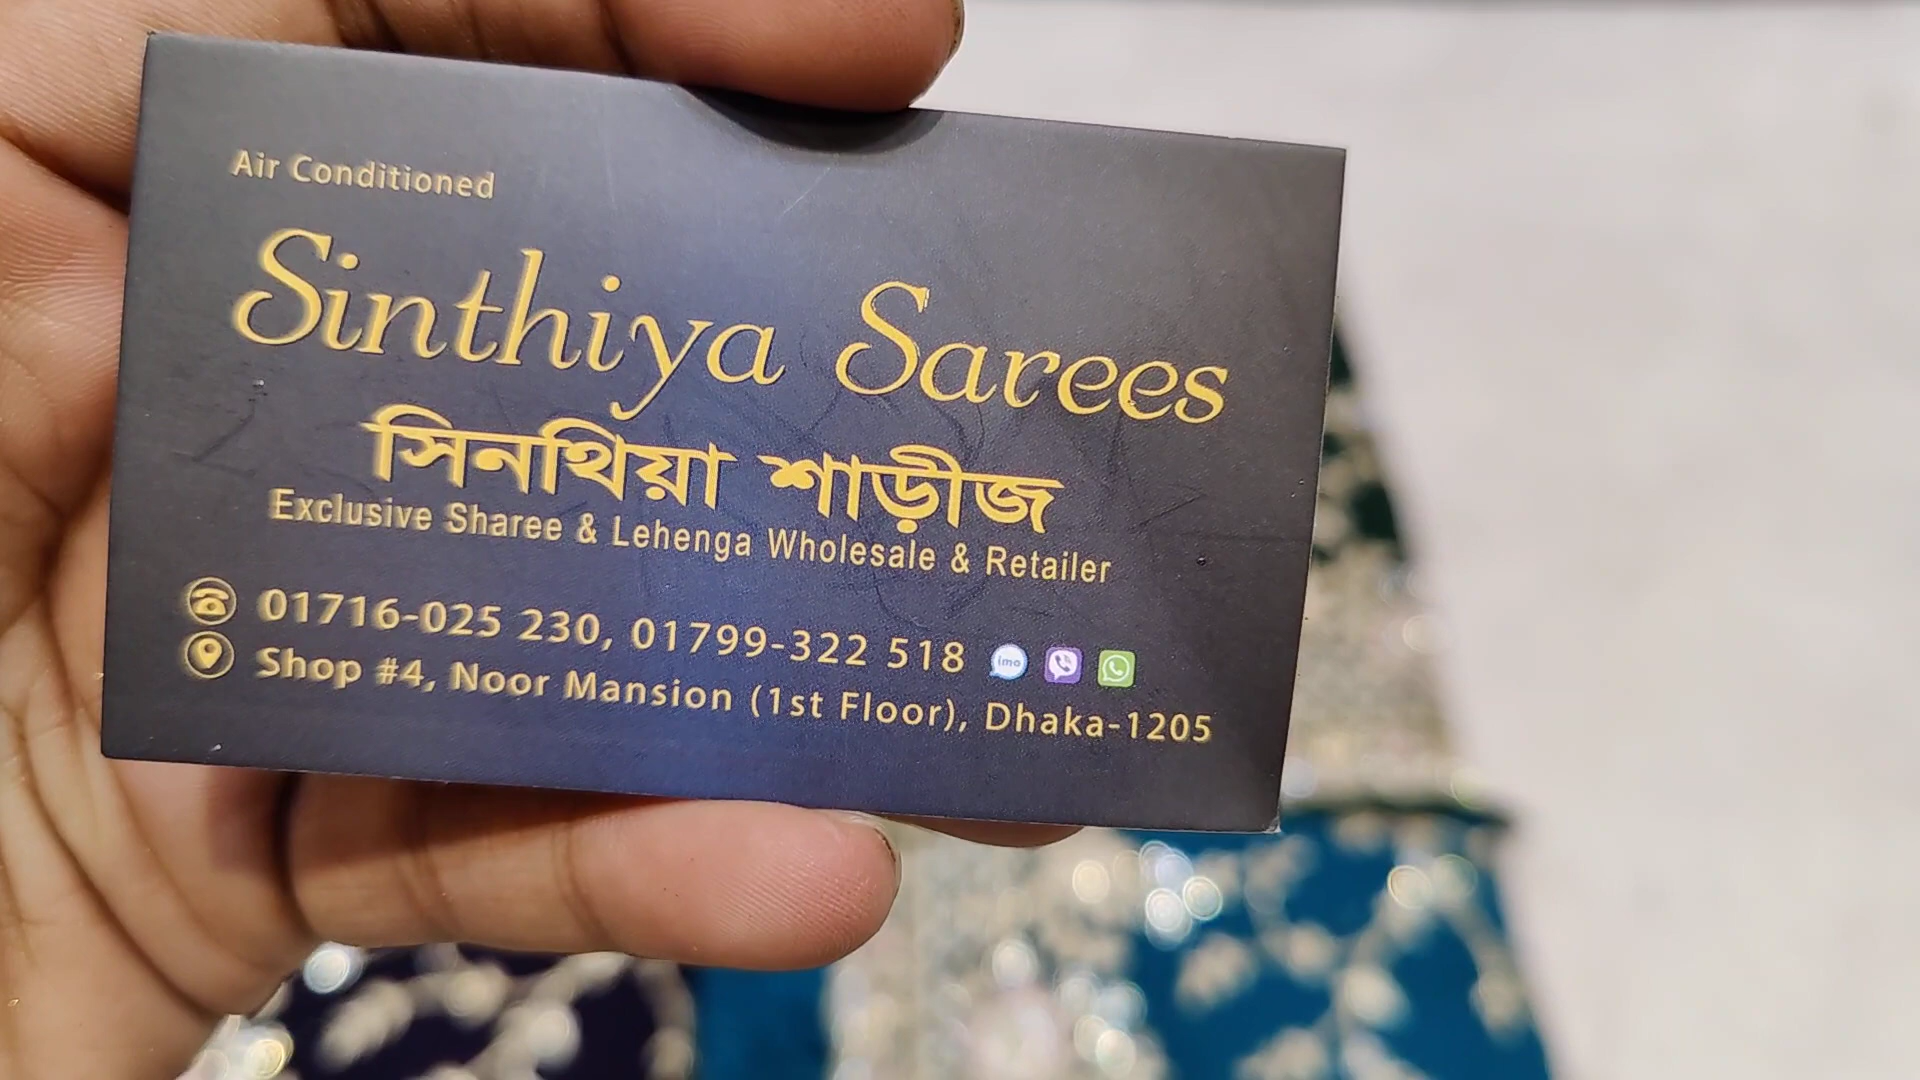 Air Conditioned
Sinthiya Sarees
সিনথিয়া শাড়ীজ
Exclusive Sharee & Lehenga Wholesale & Retailer
01716-025 230, 01799-322 518 imo
Shop #4, Noor Mansion (1st Floor), Dhaka-1205